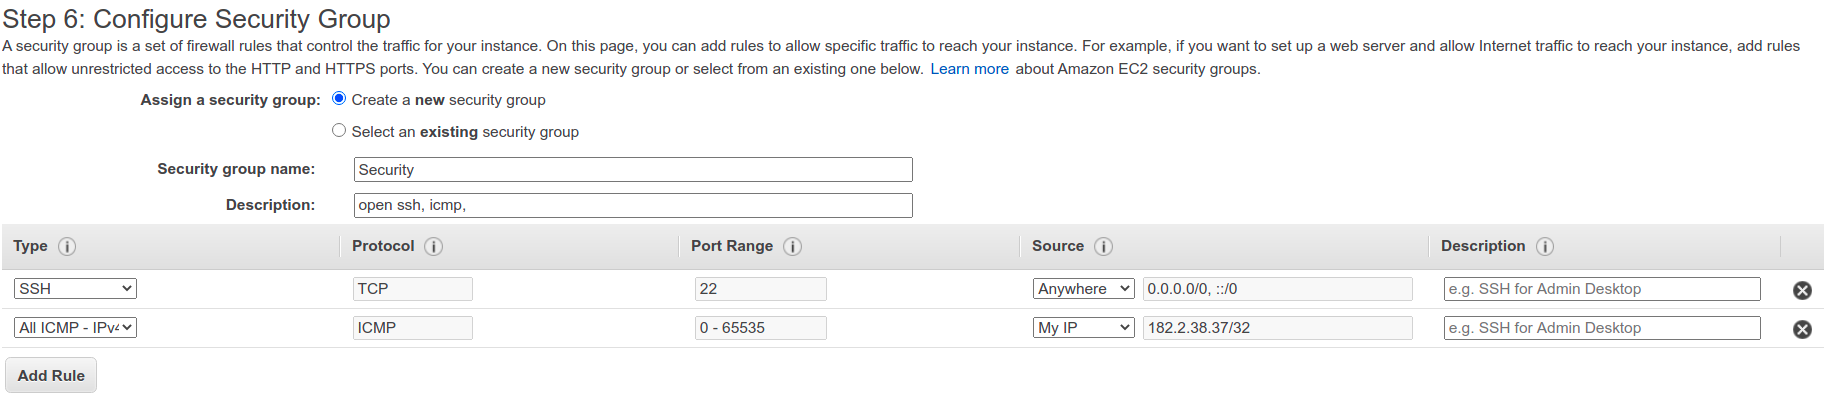 Step 6: Configure Security Group
A security group is a set of firewall rules that control the traffic for your instance. On this page, you can add rules to allow specific traffic to reach your instance. For example, if you want to set up a web server and allow Internet traffic to reach your instance, add rules
that allow unrestricted access to the HTTP and HTTPS ports. You can create a new security group or select from an existing one below. Learn more about Amazon EC2 security groups.
Assign a security group: Create a new security group
Select an existing security group
Security group name: Security
Description: open ssh, icmp,
Type i Protocol i Port Range i Source i Description i
SSH TCP 22 Anywhere 0.0.0.0/0, ::/0 e.g. SSH for Admin Desktop
All ICMP - IPv4 ICMP 0 - 65535 My IP 182.2.38.37/32 e.g. SSH for Admin Desktop
Add Rule